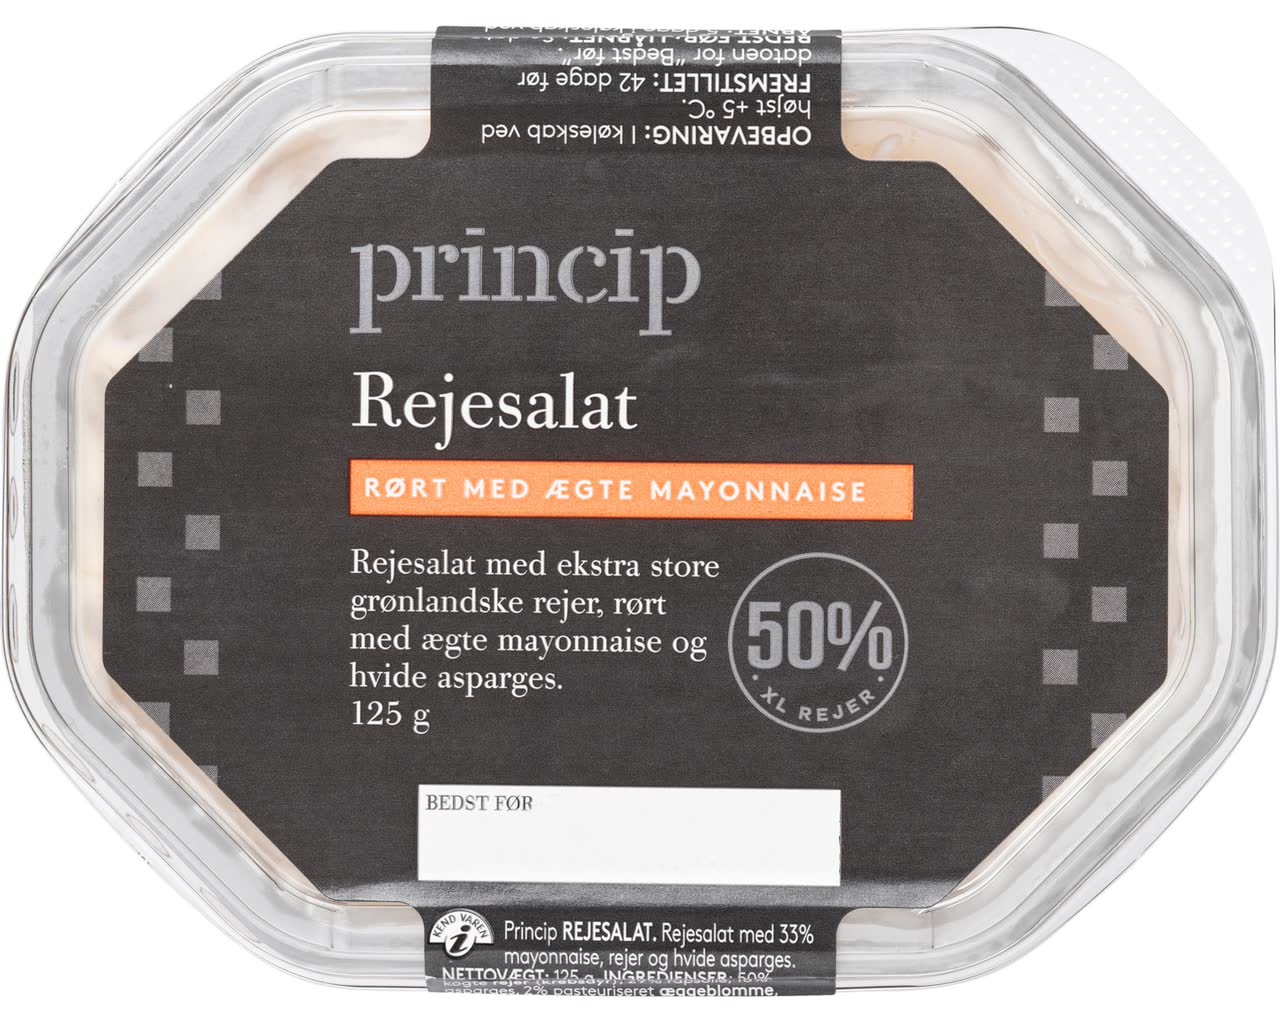 OPBEVARING: I køleskab ved
højst +5 °C.
FREMSTILLET: 42 dage før
datoen for "Bedst før".
princip
Rejesalat
RØRT MED ÆGTE MAYONNAISE
Rejesalat med ekstra store
grønlandske rejer, rørt
med ægte mayonnaise og
hvide asparges.
125 g
50%
XL REJER
BEDST FØR
KEND VAREN
i
Princip REJESALAT. Rejesalat med 33%
mayonnaise, rejer og hvide asparges.
NETTOVÆGT: 125 g. INGREDIENSER: 50%
kogte rejer (krebsdyr),
asparges, 2% pasteuriseret æggeblomme,